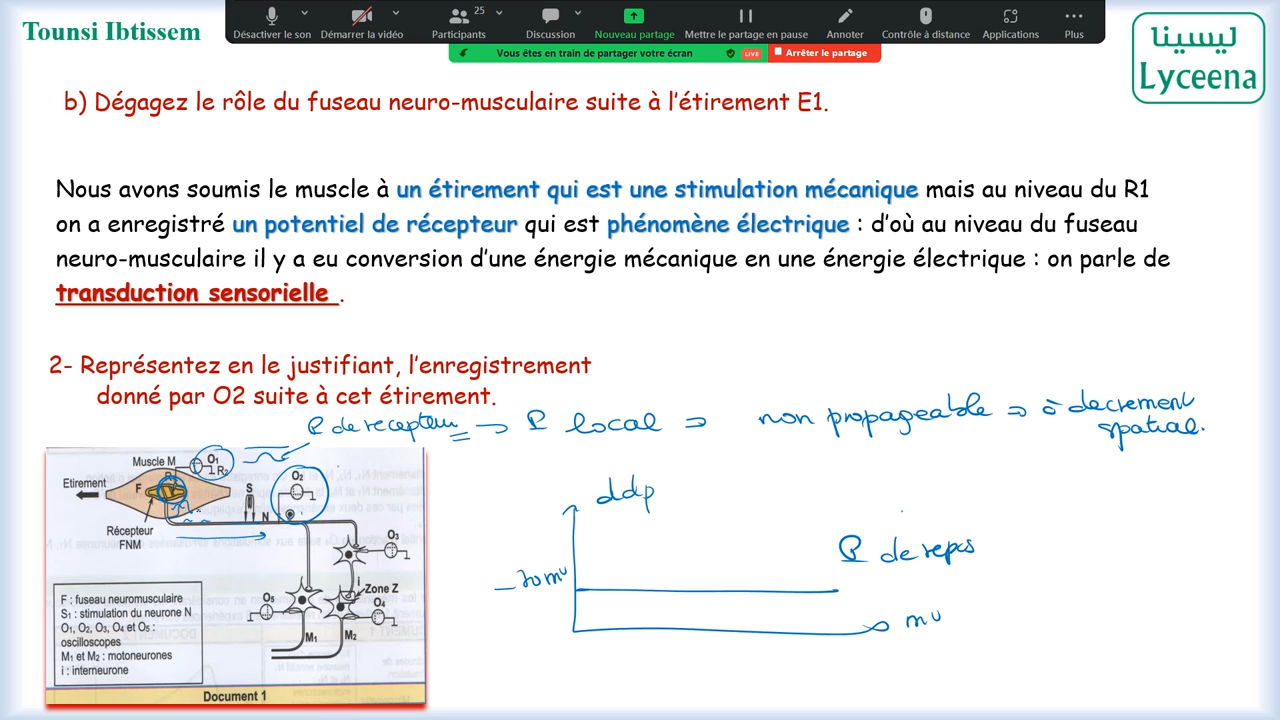 Tounsi Ibtissem
Désactiver le son
Démarrer la vidéo
25
Participants
Discussion
Nouveau partage
Mettre le partage en pause
Annoter
Contrôle à distance
Applications
Plus
Vous êtes en train de partager votre écran
LIVE
Arrêter le partage
ليسينا
Lyceena
b) Dégagez le rôle du fuseau neuro-musculaire suite à l’étirement E1.
Nous avons soumis le muscle à un étirement qui est une stimulation mécanique mais au niveau du R1
on a enregistré un potentiel de récepteur qui est phénomène électrique : d’où au niveau du fuseau
neuro-musculaire il y a eu conversion d’une énergie mécanique en une énergie électrique : on parle de
transduction sensorielle .
2- Représentez en le justifiant, l’enregistrement
donné par O2 suite à cet étirement.
P de recepteur → P local ⇒ non propageable ⇒ à decrement
spatial.
Muscle M
O1
R2
Etirement
F
S
O2
N
Récepteur
FNM
O3
i
Zone Z
O5
O4
M1
M2
F : fuseau neuromusculaire
S1 : stimulation du neurone N
O1, O2, O3, O4 et O5 :
oscilloscopes
M1 et M2 : motoneurones
i : interneurone
Document 1
ddp
P de repos
-70mv
mv